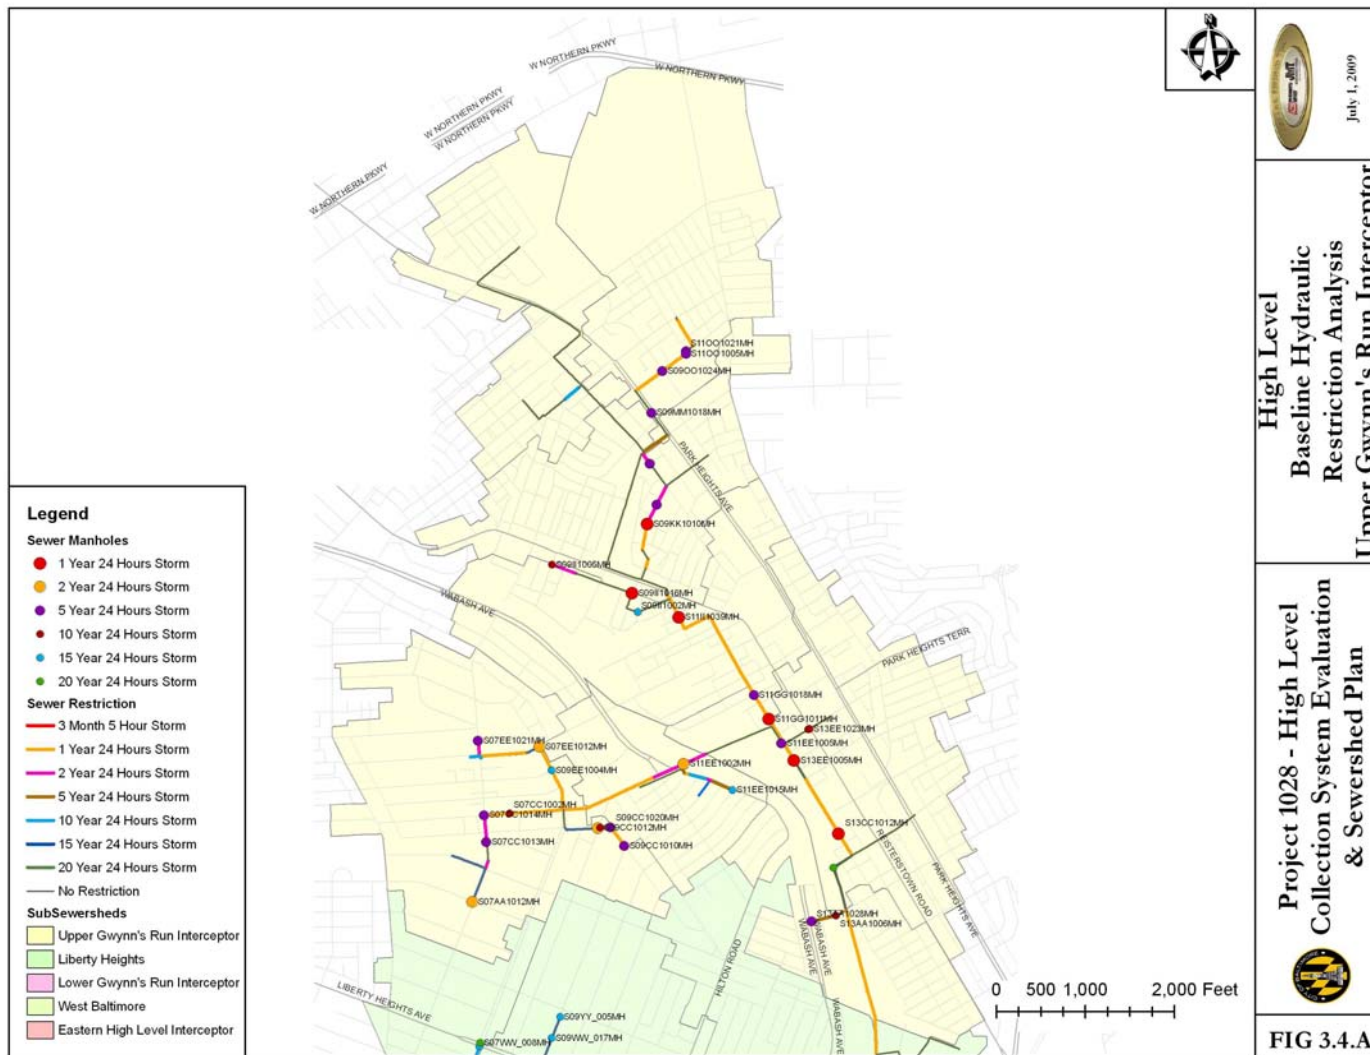 W NORTHERN PKWY
W NORTHERN PKWY
W NORTHERN PKWY
W NORTHERN PKWY
W NORTHERN PKWY
S11OO1021MH
S11OO1005MH
S09OO1024MH
S09MM1018MH
PARK HEIGHTS AVE
S09KK1010MH
S09II1016MH
S09II1002MH
S11II1039MH
WABASH AVE
PARK HEIGHTS TERR
S11GG1018MH
S11GG1011MH
S13EE1023MH
S11EE1005MH
S13EE1005MH
S07EE1021MH
S07EE1012MH
S09EE1004MH
S11EE1002MH
S11EE1015MH
S07CC1002MH
S07CC1014MH
S09CC1020MH
S07CC1013MH
S09CC1010MH
S13CC1012MH
REISTERSTOWN ROAD
PARK HEIGHTS AVE
S07AA1012MH
S13AA1028MH
S13AA1006MH
WABASH AVE
WABASH AVE
HILTON ROAD
LIBERTY HEIGHTS AVE
S09YY_005MH
S09WW_017MH
S07WW_008MH
Legend
Sewer Manholes
1 Year 24 Hours Storm
2 Year 24 Hours Storm
5 Year 24 Hours Storm
10 Year 24 Hours Storm
15 Year 24 Hours Storm
20 Year 24 Hours Storm
Sewer Restriction
3 Month 5 Hour Storm
1 Year 24 Hours Storm
2 Year 24 Hours Storm
5 Year 24 Hours Storm
10 Year 24 Hours Storm
15 Year 24 Hours Storm
20 Year 24 Hours Storm
No Restriction
SubSewersheds
Upper Gwynn's Run Interceptor
Liberty Heights
Lower Gwynn's Run Interceptor
West Baltimore
Eastern High Level Interceptor
0 500 1,000 2,000 Feet
July 1, 2009
High Level
Baseline Hydraulic
Restriction Analysis
Upper Gwynn's Run Interceptor
Project 1028 - High Level
Collection System Evaluation
& Sewershed Plan
FIG 3.4.A